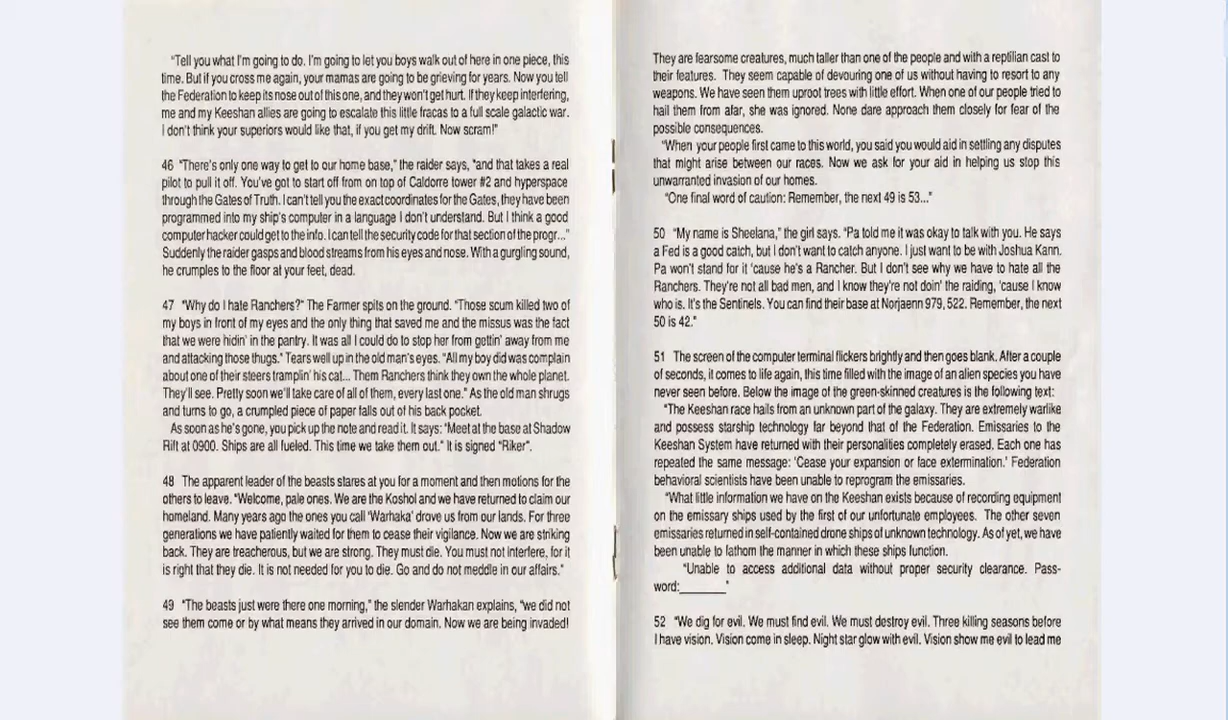 "Tell you what I'm going to do. I'm going to let you boys walk out of here in one piece, this
time. But if you cross me again, your mamas are going to be grieving for years. Now you tell
the Federation to keep its nose out of this one, and they won't get hurt. If they keep interfering,
me and my Keeshan allies are going to escalate this little fracas to a full scale galactic war.
I don't think your superiors would like that, if you get my drift. Now scram!"
46 "There's only one way to get to our home base," the raider says, "and that takes a real
pilot to pull it off. You've got to start off from on top of Caldorre tower #2 and hyperspace
through the Gates of Truth. I can't tell you the exact coordinates for the Gates, they have been
programmed into my ship's computer in a language I don't understand. But I think a good
computer hacker could get to the info. I can tell the security code for that section of the progr..."
Suddenly the raider gasps and blood streams from his eyes and nose. With a gurgling sound,
he crumples to the floor at your feet, dead.
47 "Why do I hate Ranchers?" The Farmer spits on the ground. "Those scum killed two of
my boys in front of my eyes and the only thing that saved me and the missus was the fact
that we were hidin' in the pantry. It was all I could do to stop her from gettin' away from me
and attacking those thugs." Tears well up in the old man's eyes. "All my boy did was complain
about one of their steers tramplin' his cat... Them Ranchers think they own the whole planet.
They'll see. Pretty soon we'll take care of all of them, every last one." As the old man shrugs
and turns to go, a crumpled piece of paper falls out of his back pocket.
As soon as he's gone, you pick up the note and read it. It says: "Meet at the base at Shadow
Rift at 0900. Ships are all fueled. This time we take them out." It is signed "Riker".
48 The apparent leader of the beasts stares at you for a moment and then motions for the
others to leave. "Welcome, pale ones. We are the Koshol and we have returned to claim our
homeland. Many years ago the ones you call 'Warhaka' drove us from our lands. For three
generations we have patiently waited for them to cease their vigilance. Now we are striking
back. They are treacherous, but we are strong. They must die. You must not interfere, for it
is right that they die. It is not needed for you to die. Go and do not meddle in our affairs."
49 "The beasts just were there one morning," the slender Warhakan explains, "we did not
see them come or by what means they arrived in our domain. Now we are being invaded!
They are fearsome creatures, much taller than one of the people and with a reptilian cast to
their features. They seem capable of devouring one of us without having to resort to any
weapons. We have seen them uproot trees with little effort. When one of our people tried to
hail them from afar, she was ignored. None dare approach them closely for fear of the
possible consequences.
"When your people first came to this world, you said you would aid in settling any disputes
that might arise between our races. Now we ask for your aid in helping us stop this
unwarranted invasion of our homes.
"One final word of caution: Remember, the next 49 is 53..."
50 "My name is Sheelana," the girl says. "Pa told me it was okay to talk with you. He says
a Fed is a good catch, but I don't want to catch anyone. I just want to be with Joshua Kann.
Pa won't stand for it 'cause he's a Rancher. But I don't see why we have to hate all the
Ranchers. They're not all bad men, and I know they're not doin' the raiding, 'cause I know
who is. It's the Sentinels. You can find their base at Norjaenn 979, 522. Remember, the next
50 is 42."
51 The screen of the computer terminal flickers brightly and then goes blank. After a couple
of seconds, it comes to life again, this time filled with the image of an alien species you have
never seen before. Below the image of the green-skinned creatures is the following text:
"The Keeshan race hails from an unknown part of the galaxy. They are extremely warlike
and possess starship technology far beyond that of the Federation. Emissaries to the
Keeshan System have returned with their personalities completely erased. Each one has
repeated the same message: 'Cease your expansion or face extermination.' Federation
behavioral scientists have been unable to reprogram the emissaries.
"What little information we have on the Keeshan exists because of recording equipment
on the emissary ships used by the first of our unfortunate employees. The other seven
emissaries returned in self-contained drone ships of unknown technology. As of yet, we have
been unable to fathom the manner in which these ships function.
"Unable to access additional data without proper security clearance. Pass-
word:________"
52 "We dig for evil. We must find evil. We must destroy evil. Three killing seasons before
I have vision. Vision come in sleep. Night star glow with evil. Vision show me evil to lead me